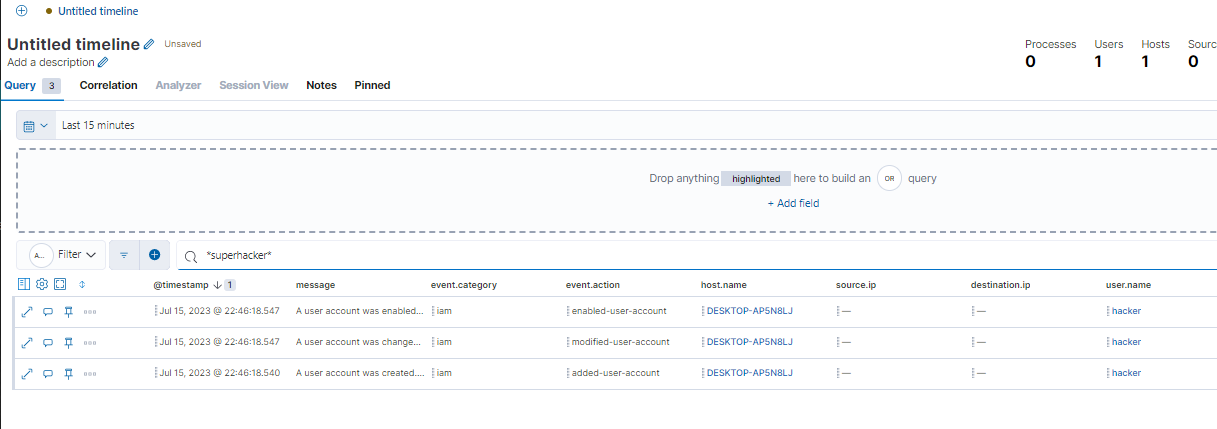 Untitled timeline
Untitled timeline Unsaved
Add a description
Processes Users Hosts Sourc
0 1 1 0
Query 3 Correlation Analyzer Session View Notes Pinned
Last 15 minutes
Drop anything highlighted here to build an OR query
+ Add field
A... Filter *superhacker*
@timestamp 1 message event.category event.action host.name source.ip destination.ip user.name
Jul 15, 2023 @ 22:46:18.547 A user account was enabled... iam enabled-user-account DESKTOP-AP5N8LJ — — hacker
Jul 15, 2023 @ 22:46:18.547 A user account was change... iam modified-user-account DESKTOP-AP5N8LJ — — hacker
Jul 15, 2023 @ 22:46:18.540 A user account was created.... iam added-user-account DESKTOP-AP5N8LJ — — hacker